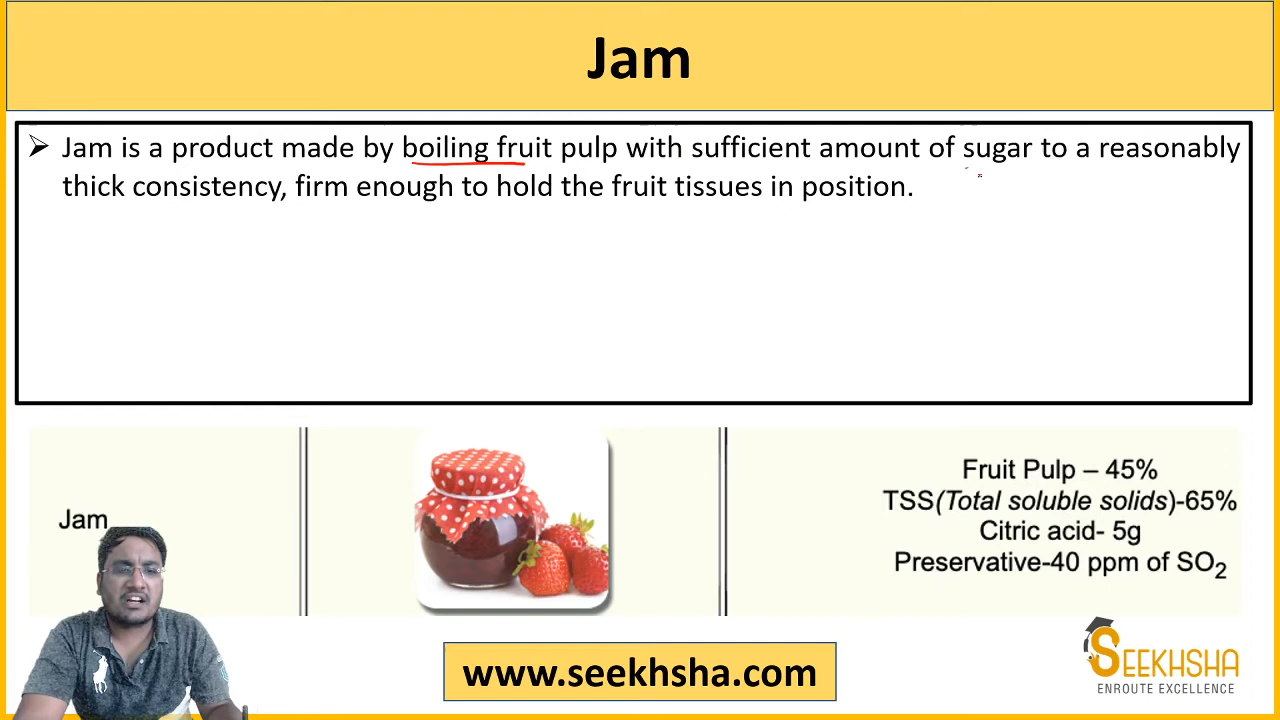 Jam
➢ Jam is a product made by boiling fruit pulp with sufficient amount of sugar to a reasonably
thick consistency, firm enough to hold the fruit tissues in position.
Jam
Fruit Pulp – 45%
TSS(Total soluble solids)-65%
Citric acid- 5g
Preservative-40 ppm of SO2
www.seekhsha.com
SEEKHSHA
ENROUTE EXCELLENCE